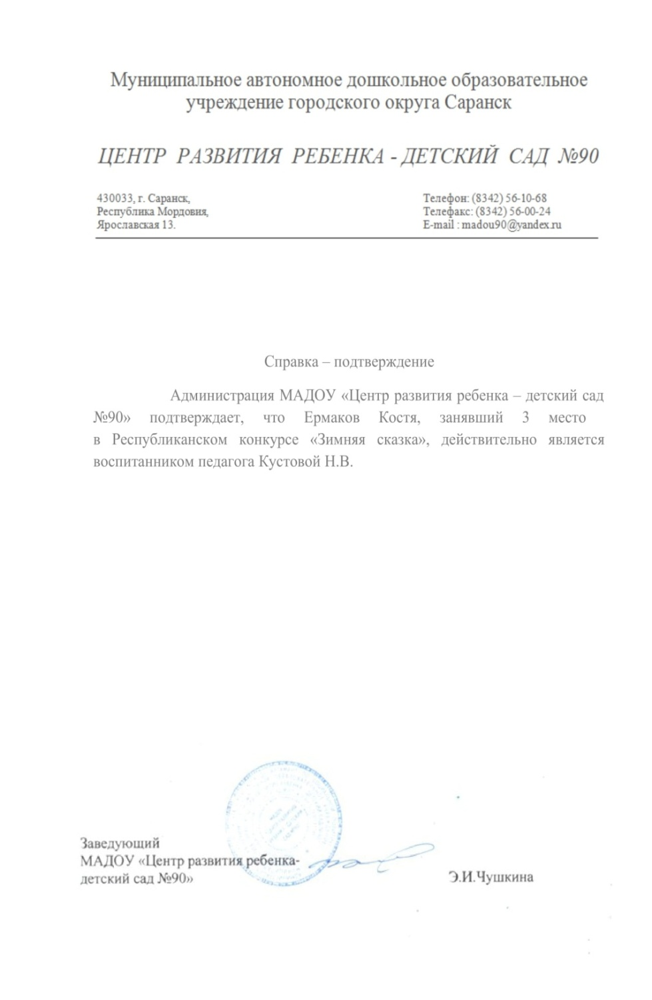 Муниципальное автономное дошкольное образовательное
учреждение городского округа Саранск
ЦЕНТР РАЗВИТИЯ РЕБЕНКА - ДЕТСКИЙ САД №90
430033, г. Саранск,
Республика Мордовия,
Ярославская 13.
Телефон: (8342) 56-10-68
Телефакс: (8342) 56-00-24
E-mail : madou90@yandex.ru
Справка – подтверждение
Администрация МАДОУ «Центр развития ребенка – детский сад
№90» подтверждает, что Ермаков Костя, занявший 3 место
в Республиканском конкурсе «Зимняя сказка», действительно является
воспитанником педагога Кустовой Н.В.
Заведующий
МАДОУ «Центр развития ребенка-
детский сад №90»
Э.И.Чушкина